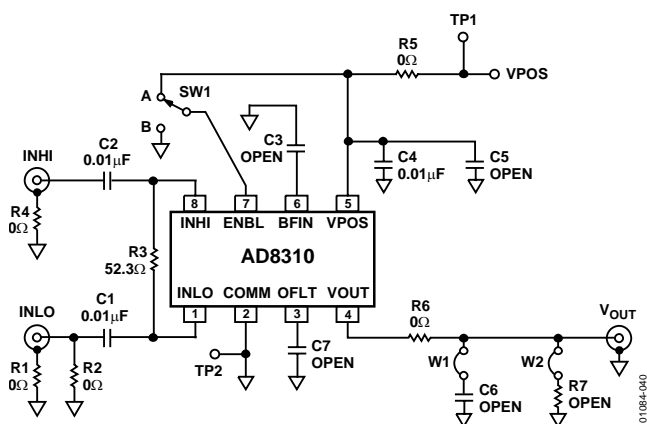 TP1
R5
0Ω
VPOS
A
SW1
B
C3
OPEN
C4
0.01μF
C5
OPEN
INHI
C2
0.01μF
R4
0Ω
8
7
6
5
INHI
ENBL
BFIN
VPOS
R3
52.3Ω
AD8310
INLO
COMM
OFLT
VOUT
1
2
3
4
INLO
C1
0.01μF
R1
0Ω
R2
0Ω
TP2
C7
OPEN
R6
0Ω
VOUT
W1
W2
C6
OPEN
R7
OPEN
01084-040